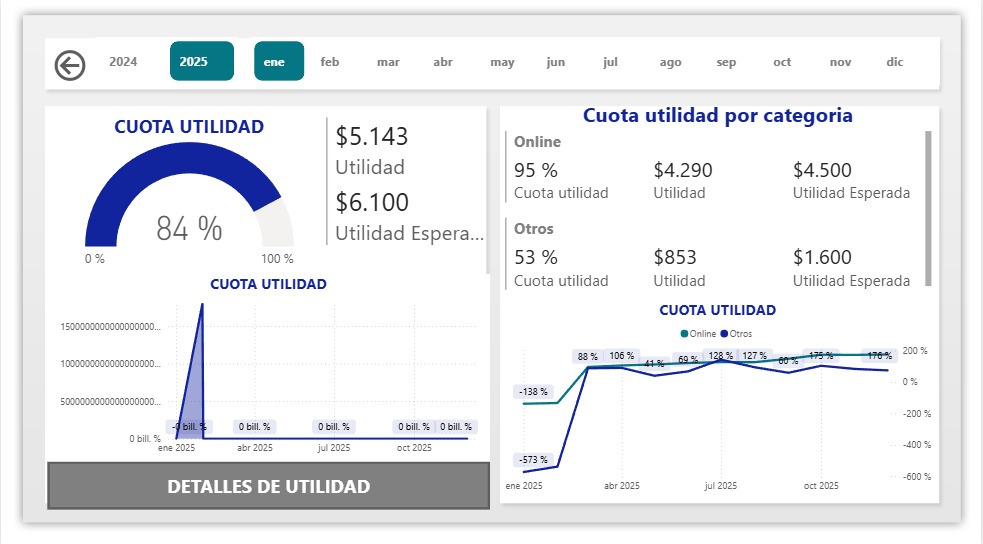 2024 2025 ene feb mar abr may jun jul ago sep oct nov dic
CUOTA UTILIDAD
84 %
0 % 100 %
$5.143
Utilidad
$6.100
Utilidad Espera...
CUOTA UTILIDAD
1500000000000000000...
1000000000000000000...
5000000000000000000...
0 bill. %
-0 bill. % 0 bill. % 0 bill. % 0 bill. % 0 bill. %
ene 2025 abr 2025 jul 2025 oct 2025
DETALLES DE UTILIDAD
Cuota utilidad por categoria
Online
95 % $4.290 $4.500
Cuota utilidad Utilidad Utilidad Esperada
Otros
53 % $853 $1.600
Cuota utilidad Utilidad Utilidad Esperada
CUOTA UTILIDAD
Online Otros
88 % 106 % 41 % 69 % 128 % 127 % 60 % 175 % 176 %
-138 %
-573 %
200 %
0 %
-200 %
-400 %
-600 %
ene 2025 abr 2025 jul 2025 oct 2025